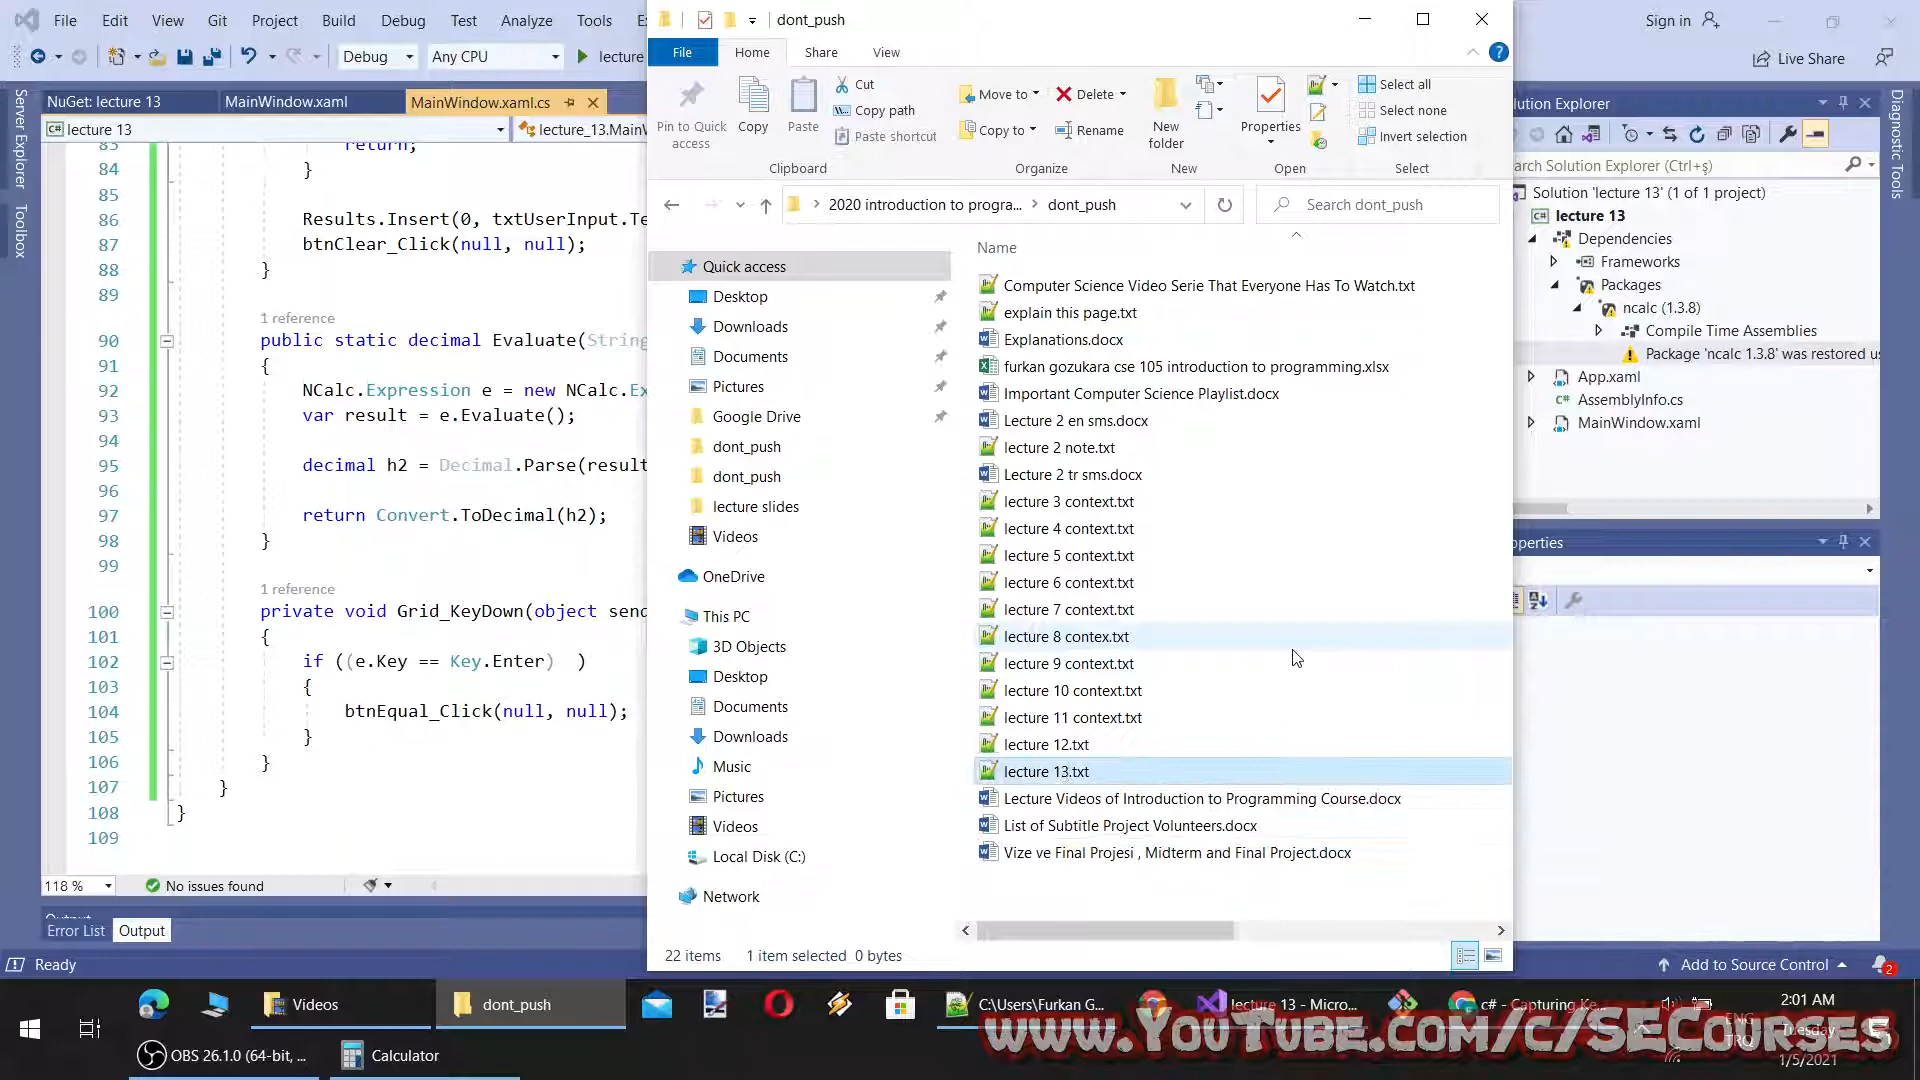 File Edit View Git Project Build Debug Test Analyze Tools
dont_push
Sign in
Debug Any CPU lecture
File Home Share View
Live Share
NuGet: lecture 13 MainWindow.xaml MainWindow.xaml.cs
lecture 13 lecture_13.MainW
Server Explorer
Toolbox
83 return;
84 }
85
86 Results.Insert(0, txtUserInput.Te
87 btnClear_Click(null, null);
88 }
89
1 reference
90 public static decimal Evaluate(String
91 {
92 NCalc.Expression e = new NCalc.Ex
93 var result = e.Evaluate();
94
95 decimal h2 = Decimal.Parse(result
96
97 return Convert.ToDecimal(h2);
98 }
99
1 reference
100 private void Grid_KeyDown(object send
101 {
102 if ((e.Key == Key.Enter) )
103 {
104 btnEqual_Click(null, null);
105 }
106 }
107 }
108 }
109
118 % No issues found
Output
Error List Output
Ready
Pin to Quick access
Copy
Paste
Cut
Copy path
Paste shortcut
Clipboard
Move to
Copy to
Delete
Rename
Organize
New folder
New
Properties
Open
Select all
Select none
Invert selection
Select
2020 introduction to progra... dont_push
Search dont_push
Quick access
Desktop
Downloads
Documents
Pictures
Google Drive
dont_push
dont_push
lecture slides
Videos
OneDrive
This PC
3D Objects
Desktop
Documents
Downloads
Music
Pictures
Videos
Local Disk (C:)
Network
Name
Computer Science Video Serie That Everyone Has To Watch.txt
explain this page.txt
Explanations.docx
furkan gozukara cse 105 introduction to programming.xlsx
Important Computer Science Playlist.docx
Lecture 2 en sms.docx
lecture 2 note.txt
Lecture 2 tr sms.docx
lecture 3 context.txt
lecture 4 context.txt
lecture 5 context.txt
lecture 6 context.txt
lecture 7 context.txt
lecture 8 contex.txt
lecture 9 context.txt
lecture 10 context.txt
lecture 11 context.txt
lecture 12.txt
lecture 13.txt
Lecture Videos of Introduction to Programming Course.docx
List of Subtitle Project Volunteers.docx
Vize ve Final Projesi , Midterm and Final Project.docx
22 items 1 item selected 0 bytes
lution Explorer
arch Solution Explorer (Ctrl+ş)
Solution 'lecture 13' (1 of 1 project)
lecture 13
Dependencies
Frameworks
Packages
ncalc (1.3.8)
Compile Time Assemblies
Package 'ncalc 1.3.8' was restored us
App.xaml
AssemblyInfo.cs
MainWindow.xaml
operties
Diagnostic Tools
Add to Source Control
2
Videos
dont_push
C:\Users\Furkan G...
lecture 13 - Micro...
c# - Capturing Ke...
OBS 26.1.0 (64-bit, ...
Calculator
ENG
TRQ
2:01 AM
Tuesday
1/5/2021
www.YouTube.com/c/SECourses